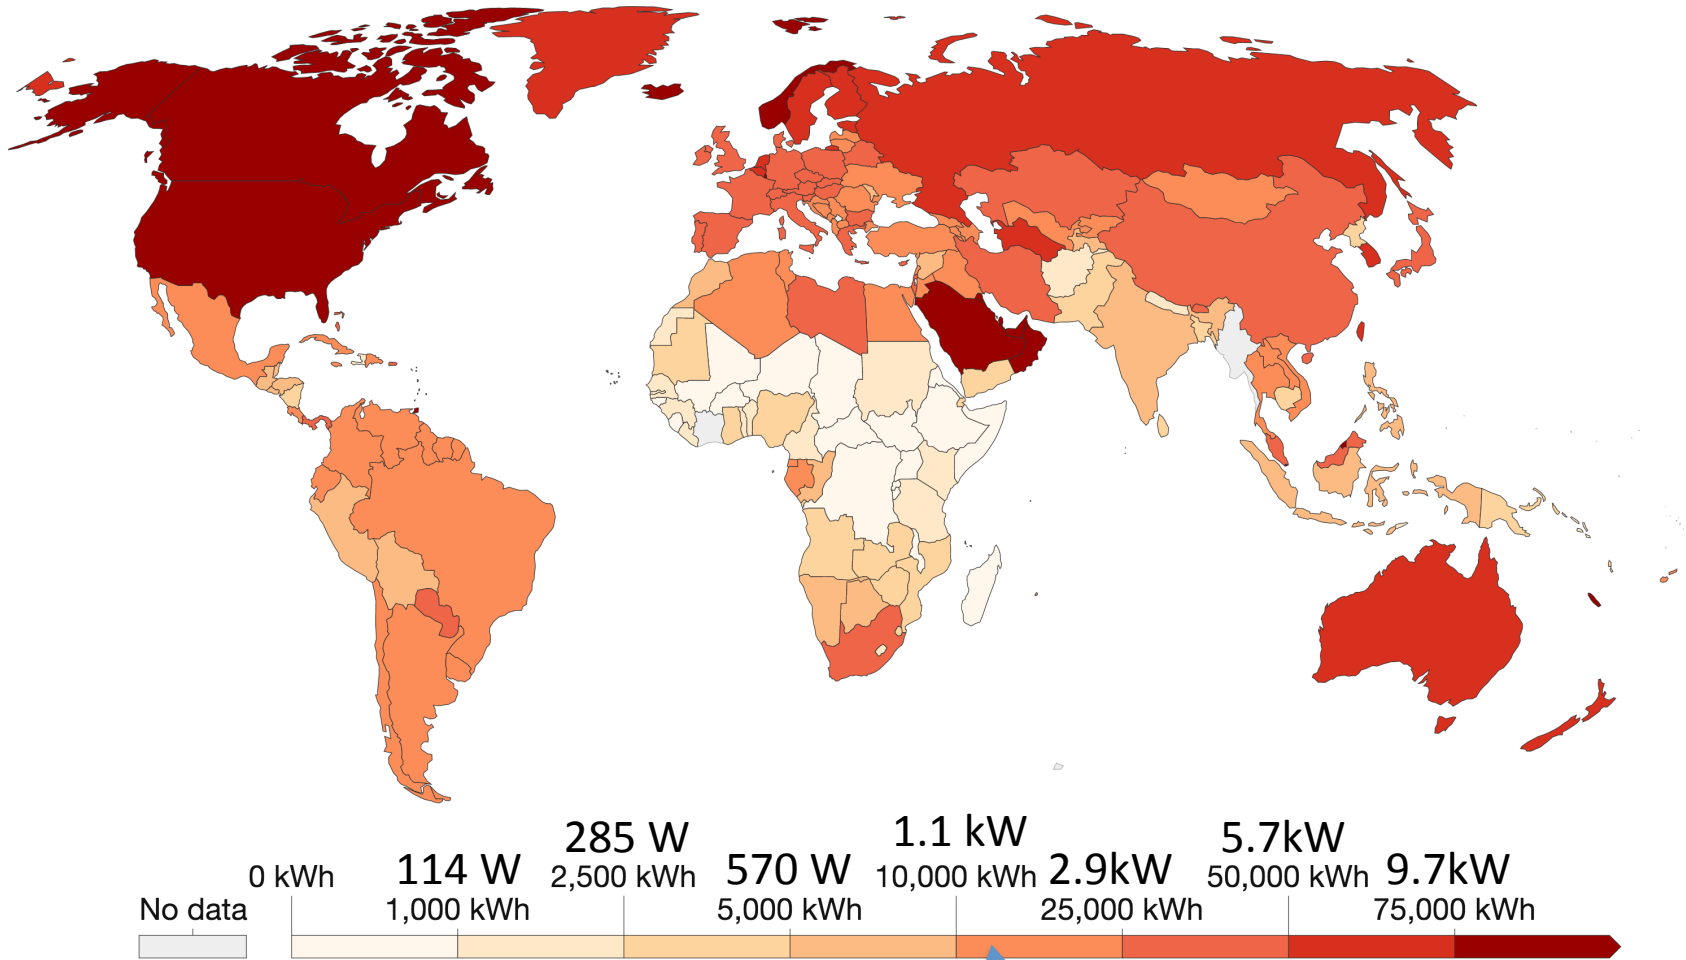 285 W
1.1 kW
5.7kW
0 kWh
114 W
2,500 kWh
570 W
10,000 kWh
2.9kW
50,000 kWh
9.7kW
No data
1,000 kWh
5,000 kWh
25,000 kWh
75,000 kWh